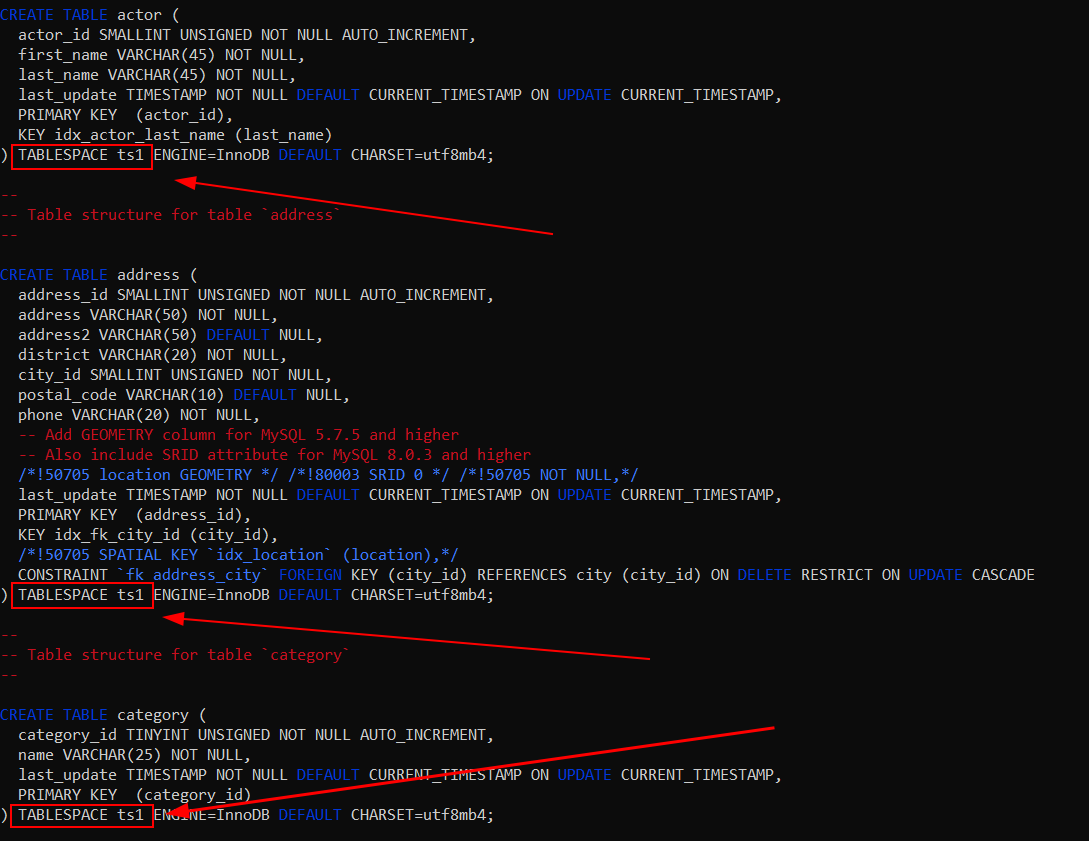 CREATE TABLE actor (
  actor_id SMALLINT UNSIGNED NOT NULL AUTO_INCREMENT,
  first_name VARCHAR(45) NOT NULL,
  last_name VARCHAR(45) NOT NULL,
  last_update TIMESTAMP NOT NULL DEFAULT CURRENT_TIMESTAMP ON UPDATE CURRENT_TIMESTAMP,
  PRIMARY KEY  (actor_id),
  KEY idx_actor_last_name (last_name)
) TABLESPACE ts1 ENGINE=InnoDB DEFAULT CHARSET=utf8mb4;
--
-- Table structure for table `address`
--
CREATE TABLE address (
  address_id SMALLINT UNSIGNED NOT NULL AUTO_INCREMENT,
  address VARCHAR(50) NOT NULL,
  address2 VARCHAR(50) DEFAULT NULL,
  district VARCHAR(20) NOT NULL,
  city_id SMALLINT UNSIGNED NOT NULL,
  postal_code VARCHAR(10) DEFAULT NULL,
  phone VARCHAR(20) NOT NULL,
  -- Add GEOMETRY column for MySQL 5.7.5 and higher
  -- Also include SRID attribute for MySQL 8.0.3 and higher
  /*!50705 location GEOMETRY */ /*!80003 SRID 0 */ /*!50705 NOT NULL,*/
  last_update TIMESTAMP NOT NULL DEFAULT CURRENT_TIMESTAMP ON UPDATE CURRENT_TIMESTAMP,
  PRIMARY KEY  (address_id),
  KEY idx_fk_city_id (city_id),
  /*!50705 SPATIAL KEY `idx_location` (location),*/
  CONSTRAINT `fk_address_city` FOREIGN KEY (city_id) REFERENCES city (city_id) ON DELETE RESTRICT ON UPDATE CASCADE
) TABLESPACE ts1 ENGINE=InnoDB DEFAULT CHARSET=utf8mb4;
--
-- Table structure for table `category`
--
CREATE TABLE category (
  category_id TINYINT UNSIGNED NOT NULL AUTO_INCREMENT,
  name VARCHAR(25) NOT NULL,
  last_update TIMESTAMP NOT NULL DEFAULT CURRENT_TIMESTAMP ON UPDATE CURRENT_TIMESTAMP,
  PRIMARY KEY  (category_id)
) TABLESPACE ts1 ENGINE=InnoDB DEFAULT CHARSET=utf8mb4;